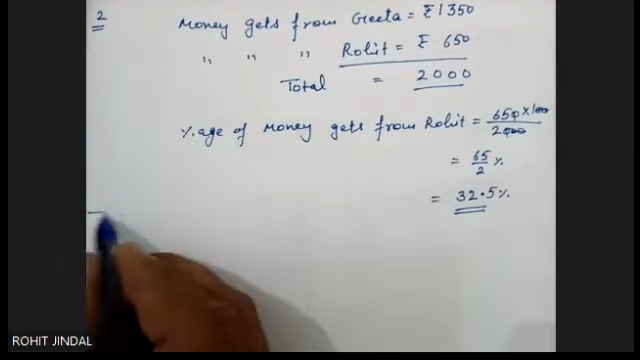 2
Money gets from Geeta = ₹1350
" " " Rohit = ₹ 650
Total = 2000
%age of Money gets from Rohit = 650 × 100 / 2000
= 65/2 %
= 32.5%
ROHIT JINDAL